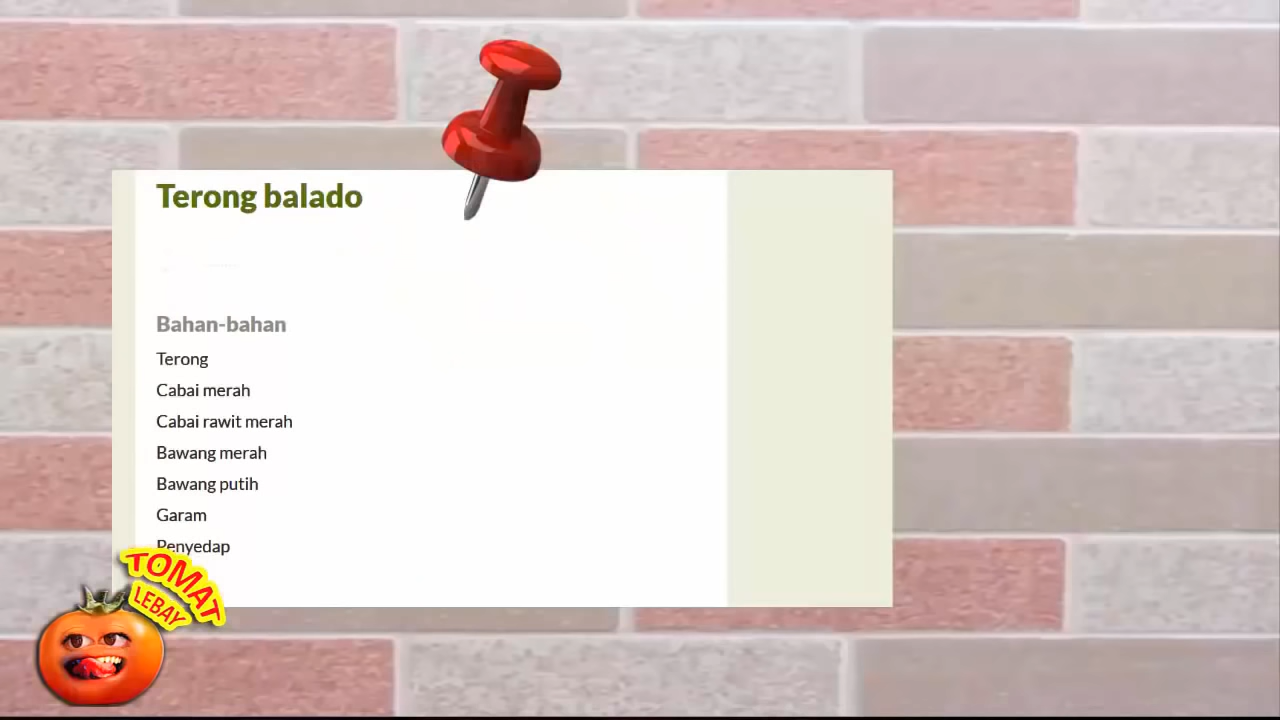 Terong balado
Bahan-bahan
Terong
Cabai merah
Cabai rawit merah
Bawang merah
Bawang putih
Garam
Penyedap
TOMAT
LEBAY